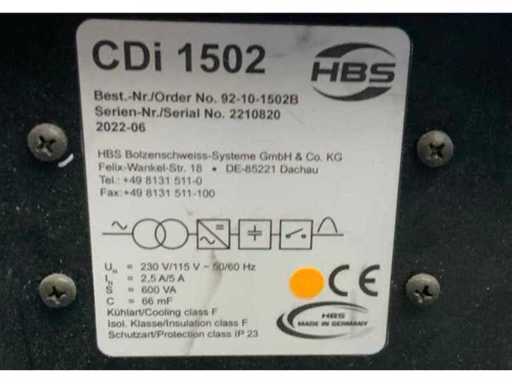 CDi 1502
HBS
Best.-Nr./Order No. 92-10-1502B
Serien-Nr./Serial No. 2210820
2022-06
HBS Bolzenschweiss-Systeme GmbH & Co. KG
Felix-Wankel-Str. 18 • DE-85221 Dachau
Tel.: +49 8131 511-0
Fax:+49 8131 511-100
U_N = 230 V/115 V ~ 50/60 Hz
I_N = 2,5 A/5 A
S = 600 VA
C = 66 mF
Kühlart/Cooling class F
Isol. Klasse/Insulation class F
Schutzart/Protection class IP 23
CE
HBS
MADE IN GERMANY